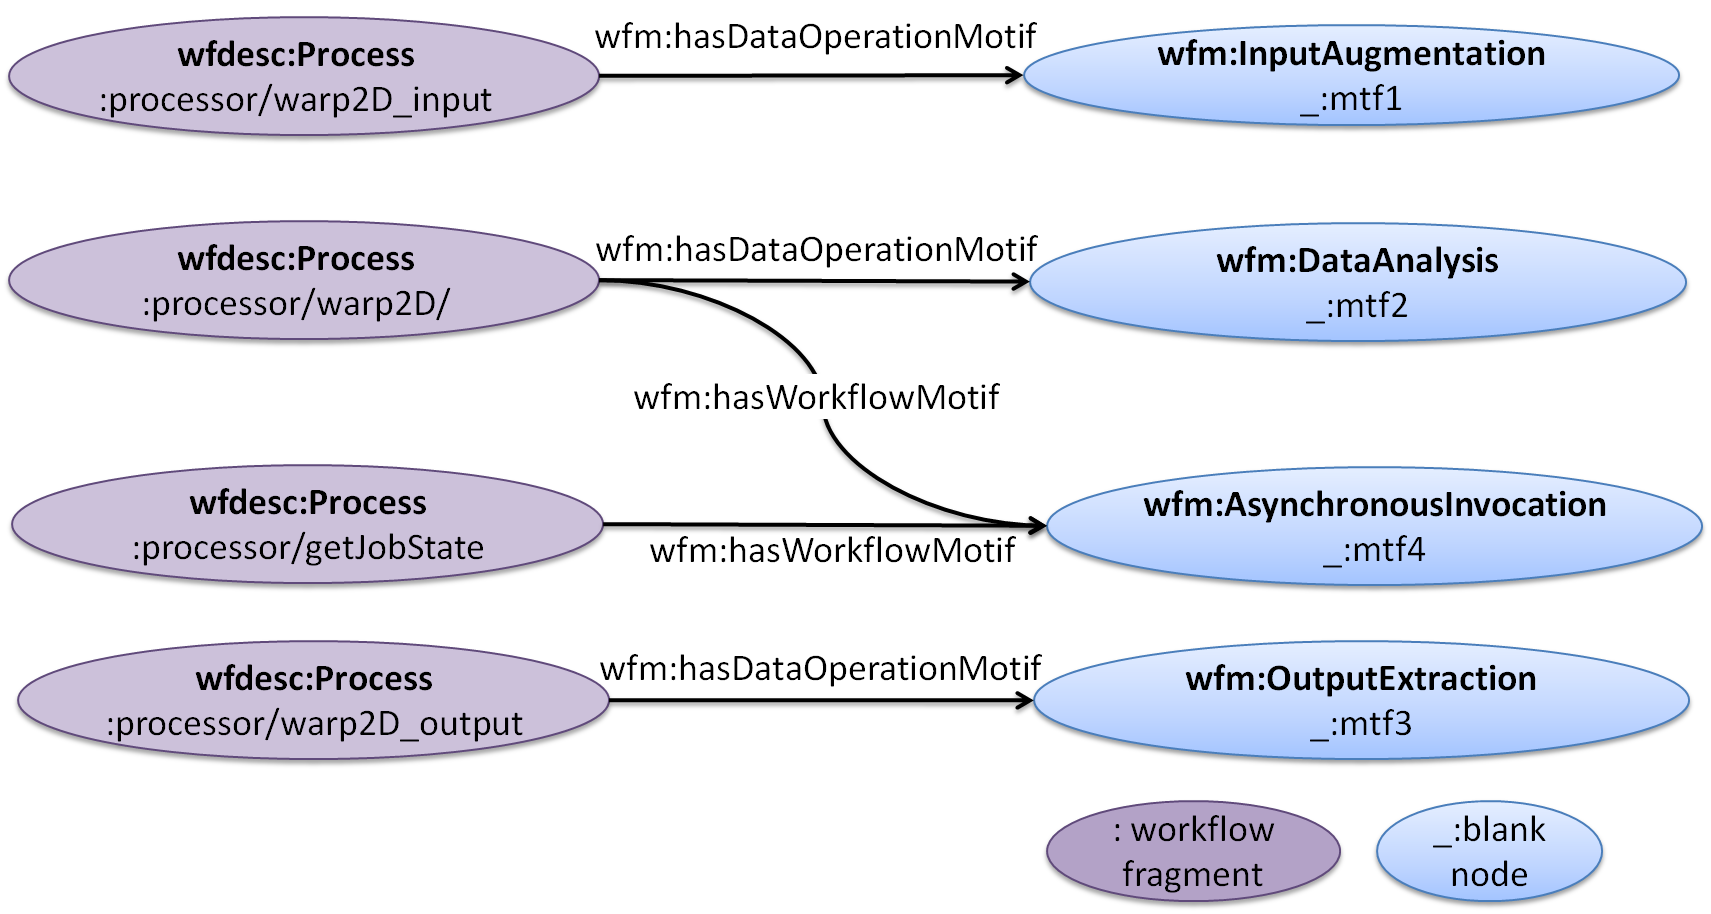 wfdesc:Process
:processor/warp2D_input
wfm:hasDataOperationMotif
wfm:InputAugmentation
_:mtf1
wfdesc:Process
:processor/warp2D/
wfm:hasDataOperationMotif
wfm:DataAnalysis
_:mtf2
wfm:hasWorkflowMotif
wfdesc:Process
:processor/getJobState
wfm:hasWorkflowMotif
wfm:AsynchronousInvocation
_:mtf4
wfdesc:Process
:processor/warp2D_output
wfm:hasDataOperationMotif
wfm:OutputExtraction
_:mtf3
: workflow
fragment
_:blank
node